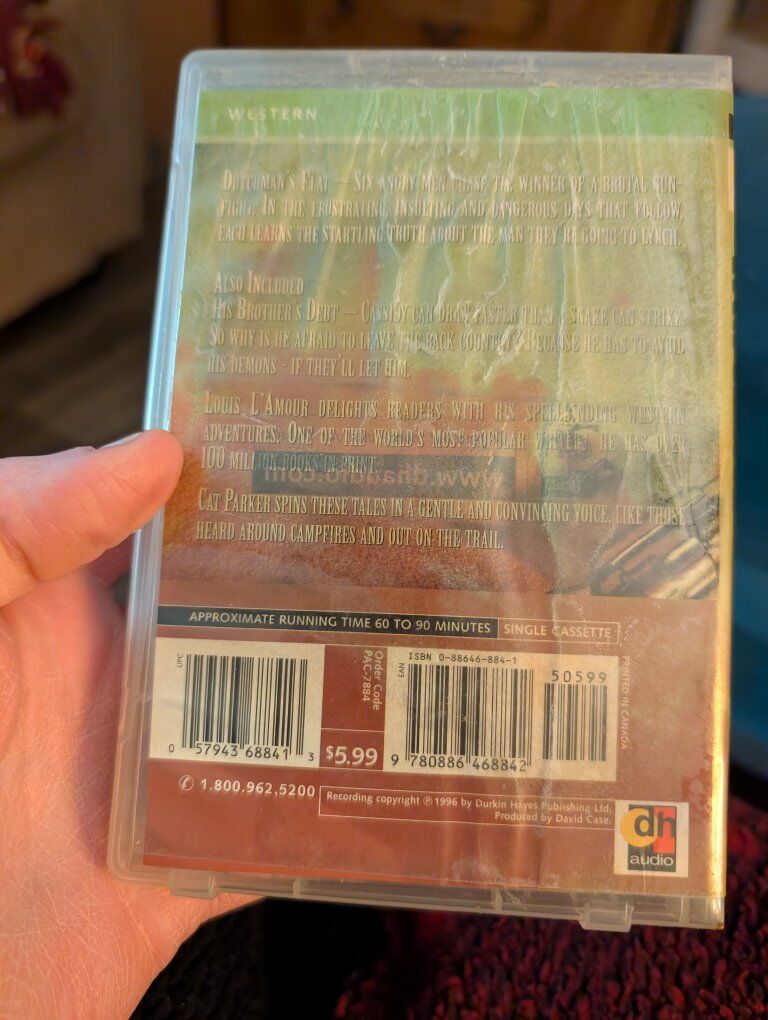 WESTERN
DUTCHMAN'S FLAT — SIX ANGRY MEN CHASE THE WINNER OF A BRUTAL GUN-
FIGHT. IN THE FRUSTRATING, INSULTING AND DANGEROUS DAYS THAT FOLLOW,
EACH LEARNS THE STARTLING TRUTH ABOUT THE MAN THEY'RE GOING TO LYNCH.
ALSO INCLUDED
HIS BROTHER'S DEBT — CASSIDY CAN DRAW FASTER THAN A SNAKE CAN STRIKE.
SO WHY IS HE AFRAID TO LEAVE THE BACK COUNTRY? BECAUSE HE HAS TO AVOID
HIS DEMONS - IF THEY'LL LET HIM.
LOUIS L'AMOUR DELIGHTS READERS WITH HIS SPELLBINDING WESTERN
ADVENTURES. ONE OF THE WORLD'S MOST POPULAR WRITERS, HE HAS OVER
100 MILLION BOOKS IN PRINT.
www.dhaudio.com
CAT PARKER SPINS THESE TALES IN A GENTLE AND CONVINCING VOICE, LIKE THOSE
HEARD AROUND CAMPFIRES AND OUT ON THE TRAIL.
APPROXIMATE RUNNING TIME 60 TO 90 MINUTES SINGLE CASSETTE
UPC
0 57943 68841 3
Order Code
PAC-7884
$5.99
EAN
ISBN 0-88646-884-1
50599
9 780886 468842
PRINTED IN CANADA
1.800.962.5200
Recording copyright ℗ 1996 by Durkin Hayes Publishing Ltd.
Produced by David Case.
dh
audio